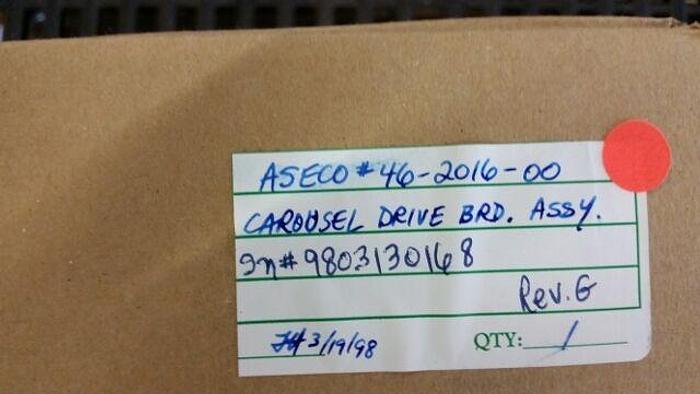 ASECO # 46-2016-00
CAROUSEL DRIVE BRD. ASSY.
Sn# 9803130168
Rev. G
3/19/98 QTY: 1